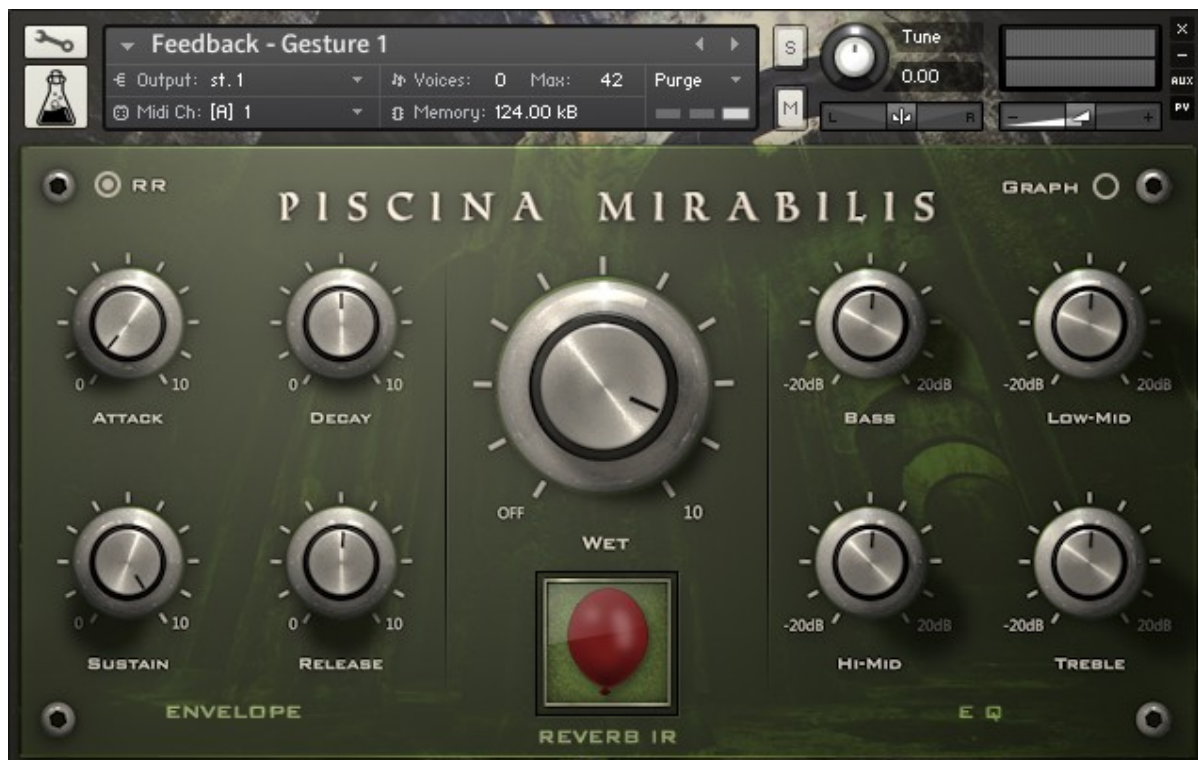 Feedback - Gesture 1
Output: st.1
Voices: 0 Max: 42
Purge
Midi Ch: [A] 1
Memory: 124.00 kB
S
M
Tune
0.00
L R
- +
×
-
AUX
PV
RR
GRAPH
PISCINA MIRABILIS
0 10
ATTACK
0 10
DECAY
OFF 10
WET
-20dB 20dB
BASS
-20dB 20dB
LOW-MID
0 10
SUSTAIN
0 10
RELEASE
-20dB 20dB
HI-MID
-20dB 20dB
TREBLE
ENVELOPE
REVERB IR
EQ